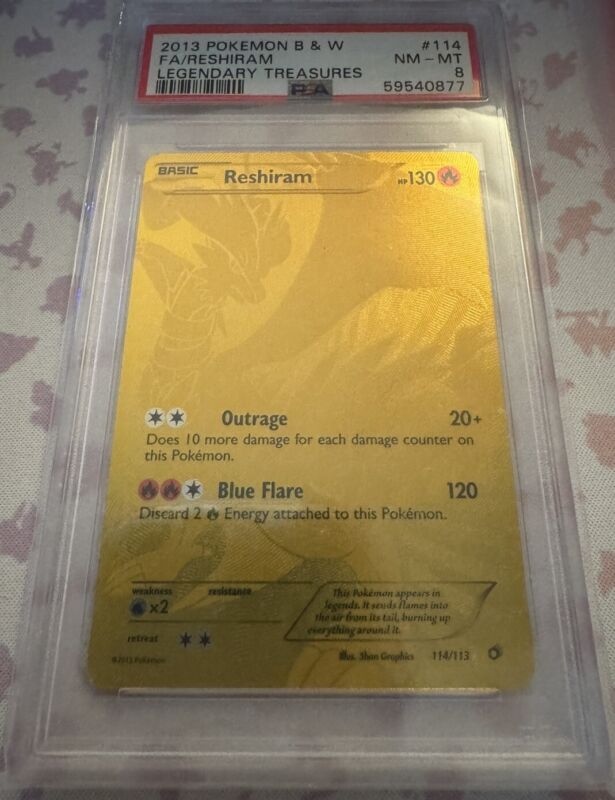 2013 POKEMON B & W #114
FA/RESHIRAM NM - MT
LEGENDARY TREASURES 8
PSA 59540877
BASIC Reshiram HP130
Outrage 20+
Does 10 more damage for each damage counter on
this Pokémon.
Blue Flare 120
Discard 2 Energy attached to this Pokémon.
weakness resistance
×2
retreat
This Pokémon appears in
legends. It sends flames into
the air from its tail, burning up
everything around it.
©2013 Pokémon
Illus. Shan Graphics 114/113